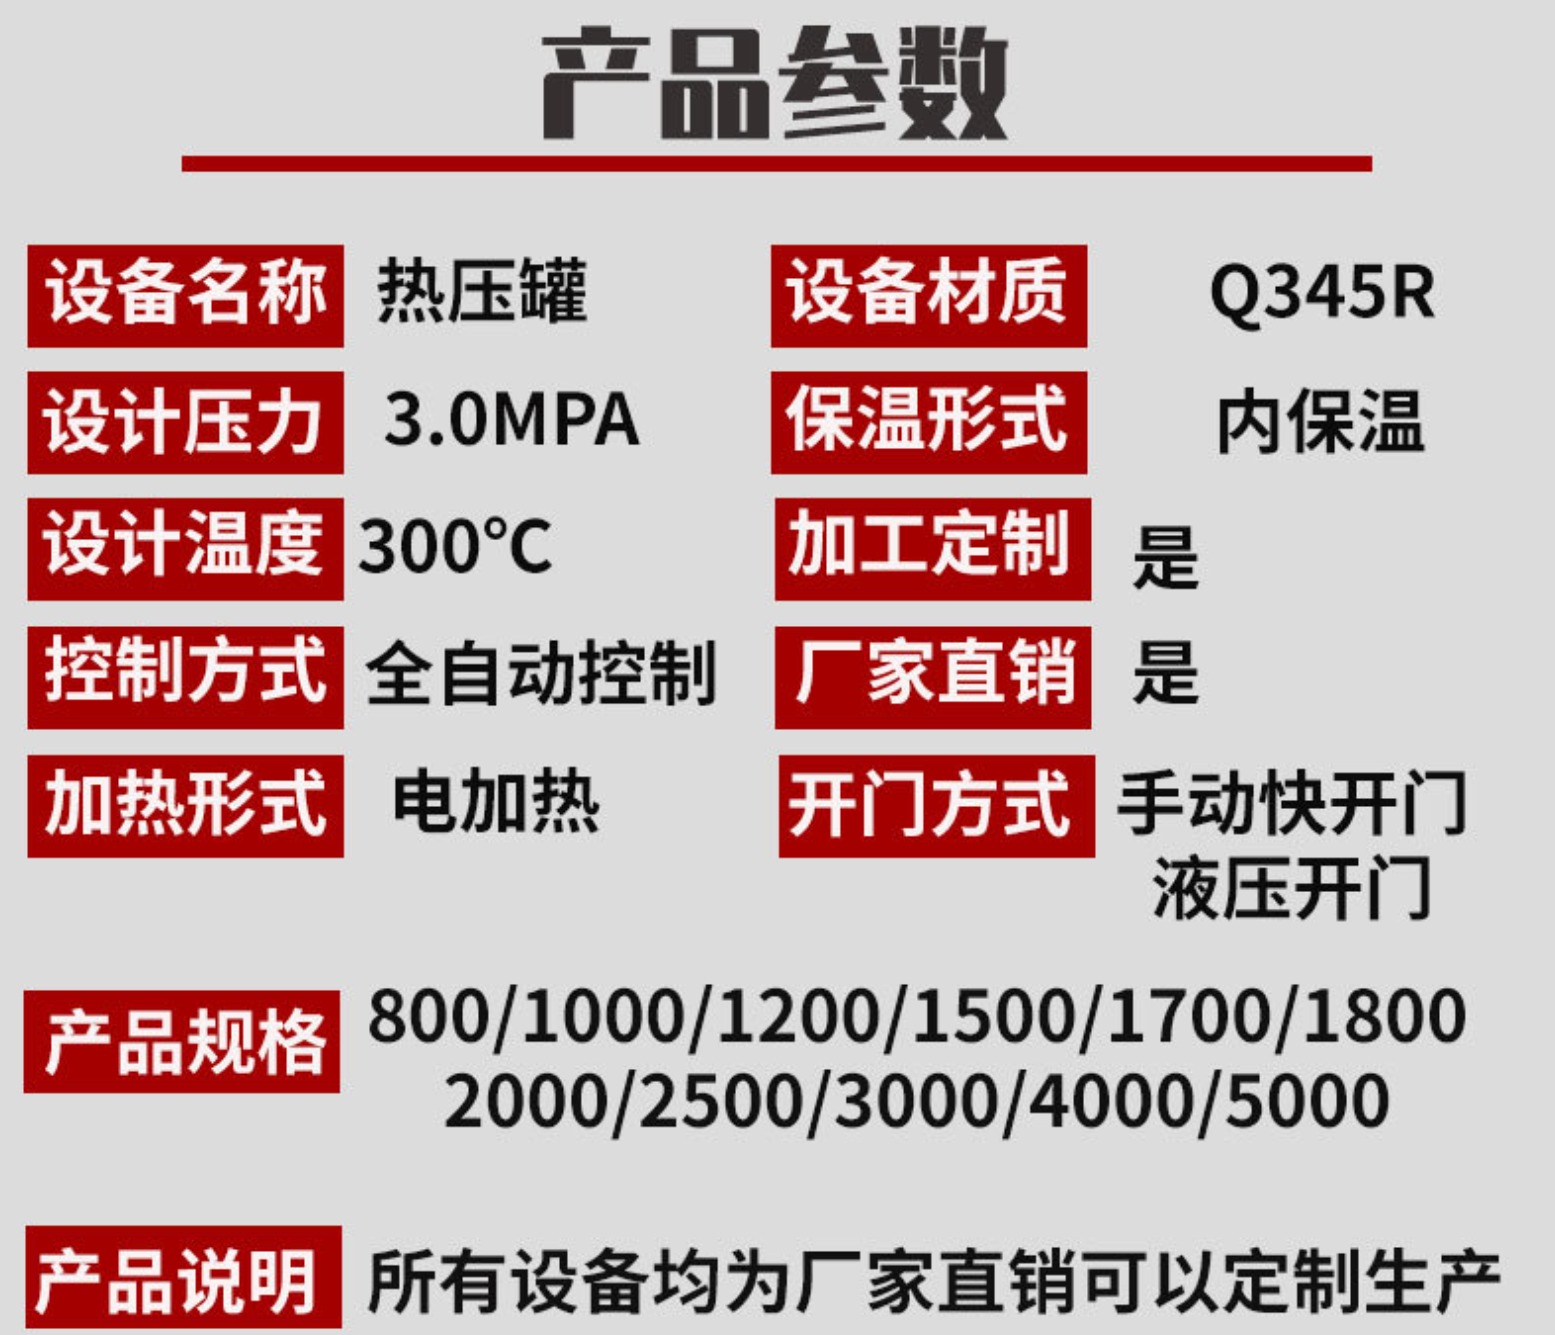 产品参数
设备名称 热压罐 设备材质 Q345R
设计压力 3.0MPA 保温形式 内保温
设计温度 300℃ 加工定制 是
控制方式 全自动控制 厂家直销 是
加热形式 电加热 开门方式 手动快开门
液压开门
产品规格 800/1000/1200/1500/1700/1800
2000/2500/3000/4000/5000
产品说明 所有设备均为厂家直销可以定制生产